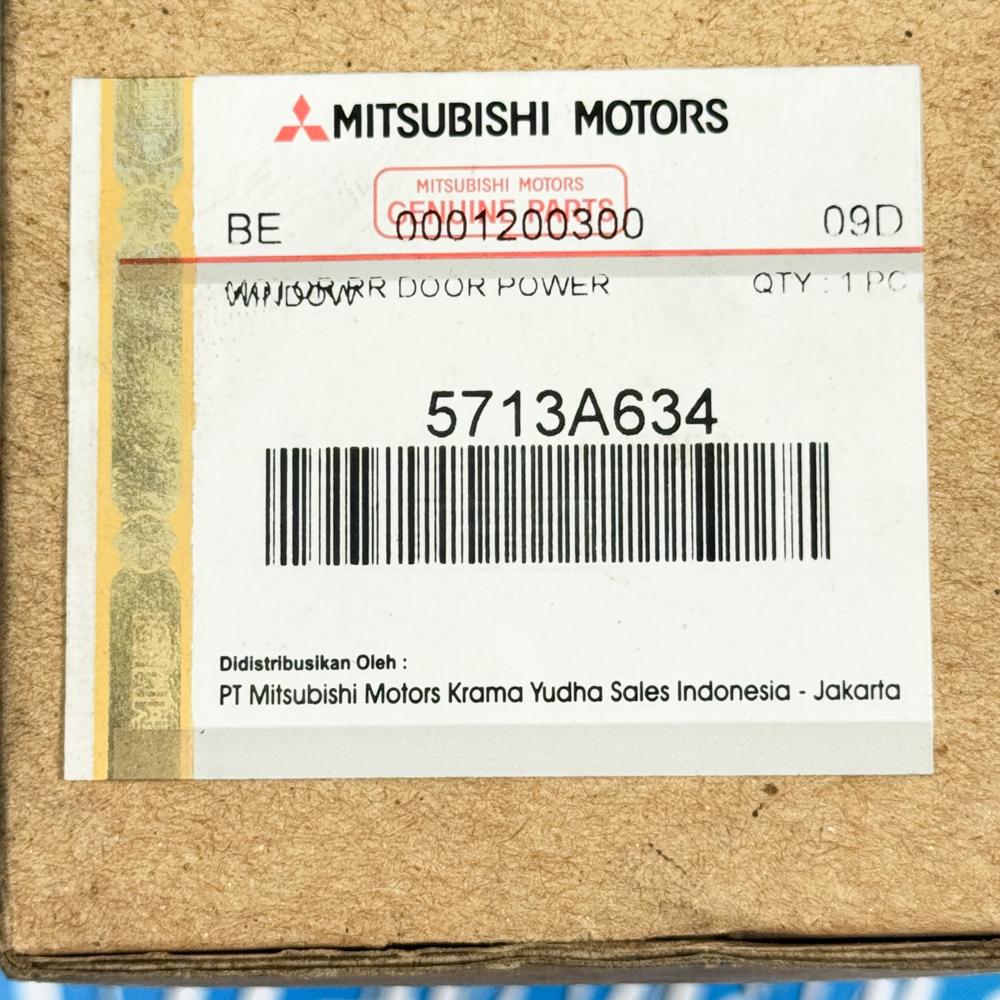 MITSUBISHI MOTORS
MITSUBISHI MOTORS
GENUINE PARTS
BE 0001200300 09D
WINDOW RR DOOR POWER QTY : 1 PC
5713A634
Didistribusikan Oleh :
PT Mitsubishi Motors Krama Yudha Sales Indonesia - Jakarta